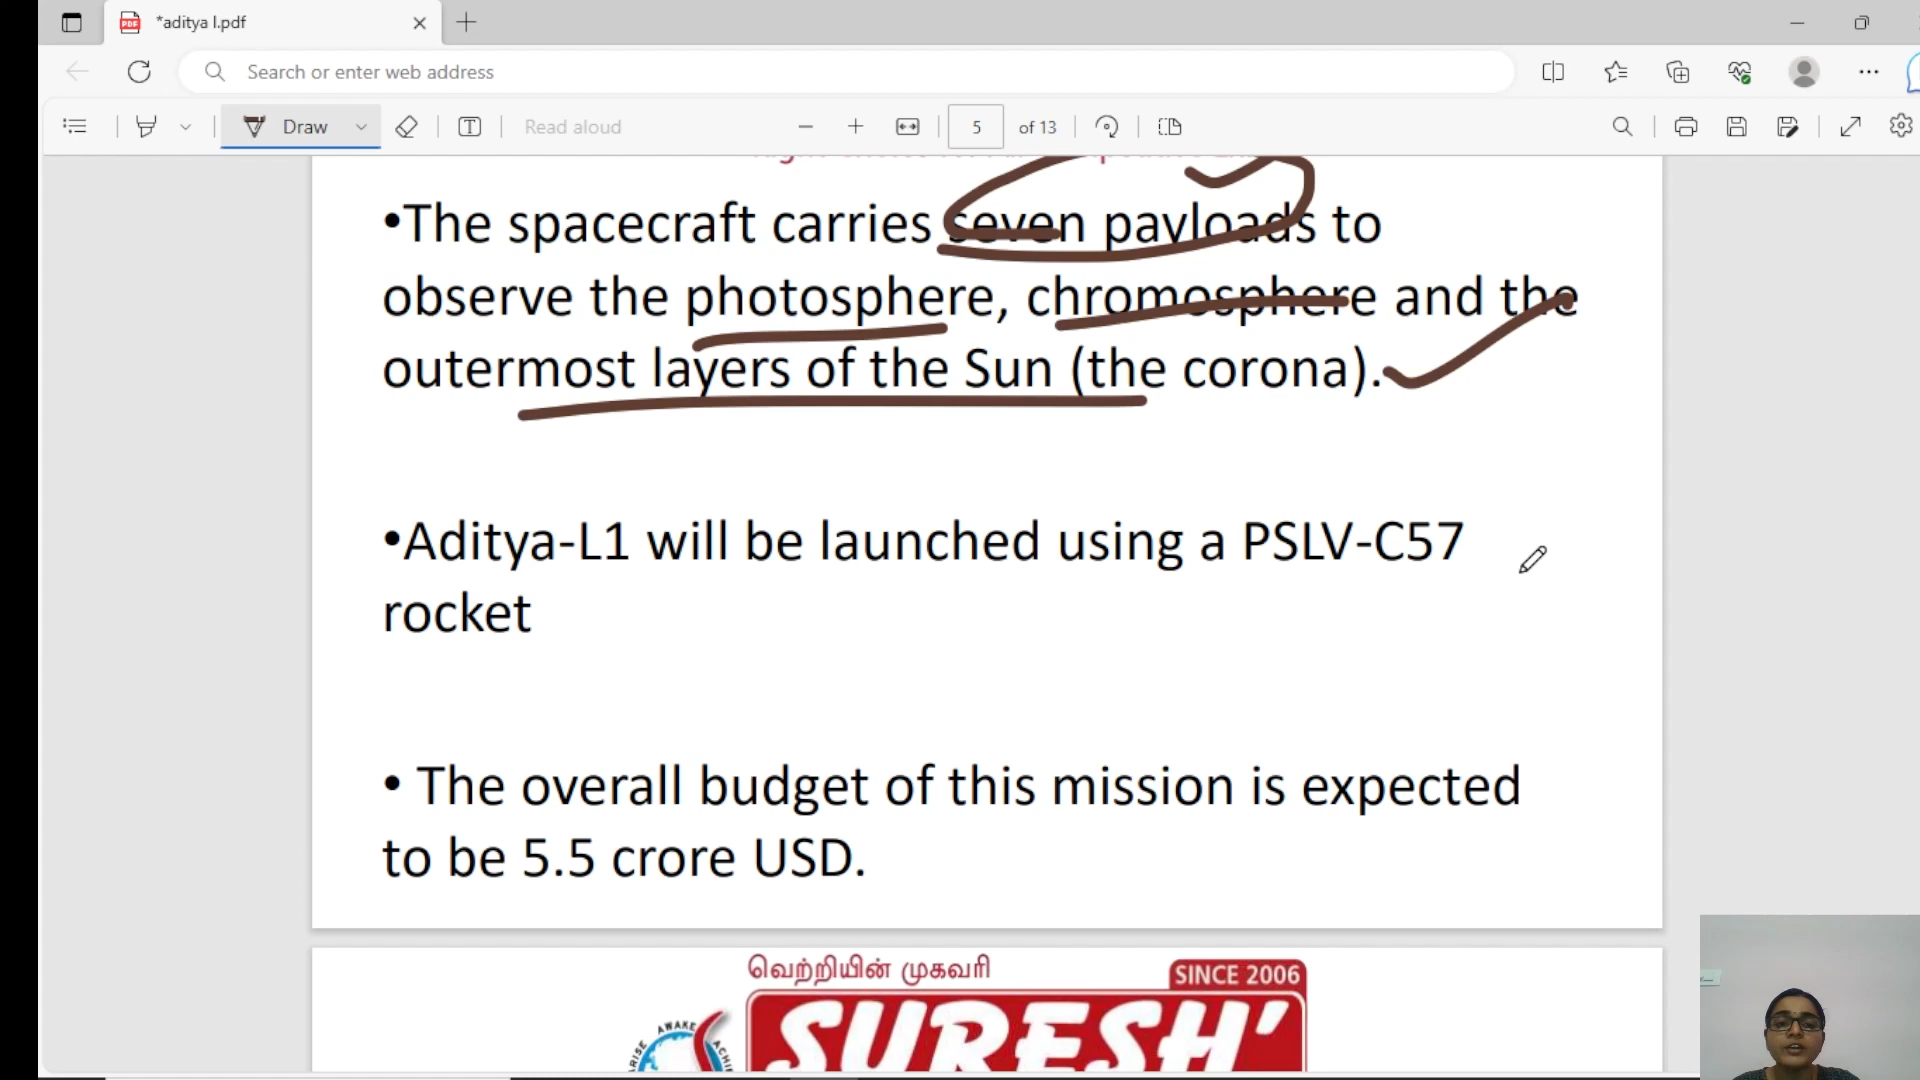 *aditya l.pdf
Search or enter web address
Draw
Read aloud
5 of 13
•The spacecraft carries seven payloads to
observe the photosphere, chromosphere and the
outermost layers of the Sun (the corona).
•Aditya-L1 will be launched using a PSLV-C57
rocket
• The overall budget of this mission is expected
to be 5.5 crore USD.
வெற்றியின் முகவரி
SINCE 2006
AWAKE
SURESH'